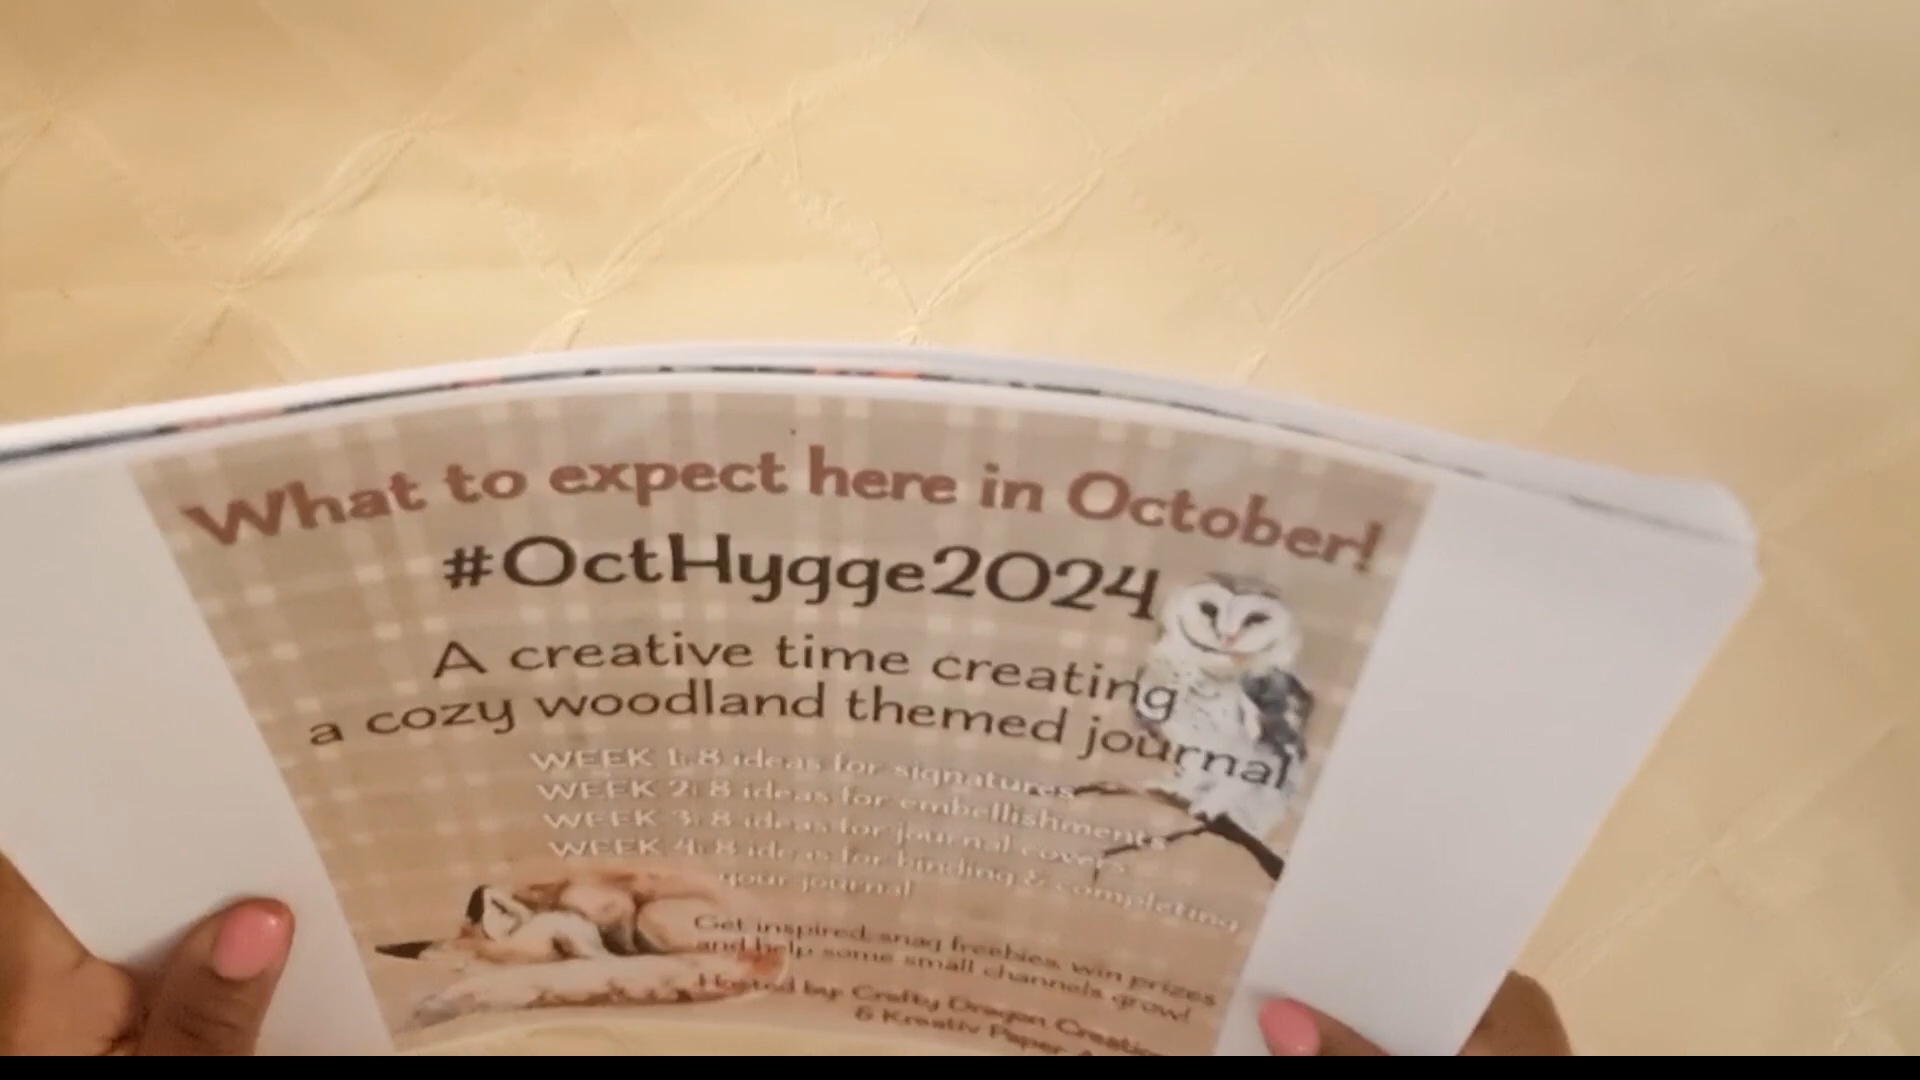 What to expect here in October!
#OctHygge2024
A creative time creating
a cozy woodland themed journal
WEEK 1: 8 ideas for signatures
WEEK 2: 8 ideas for embellishments
WEEK 3: 8 ideas for journal covers
WEEK 4: 8 ideas for binding & completing
your journal
Get inspired, snag freebies, win prizes
and help some small channels grow!
Hosted by: Crafty Dragon
& Kreativ Paper